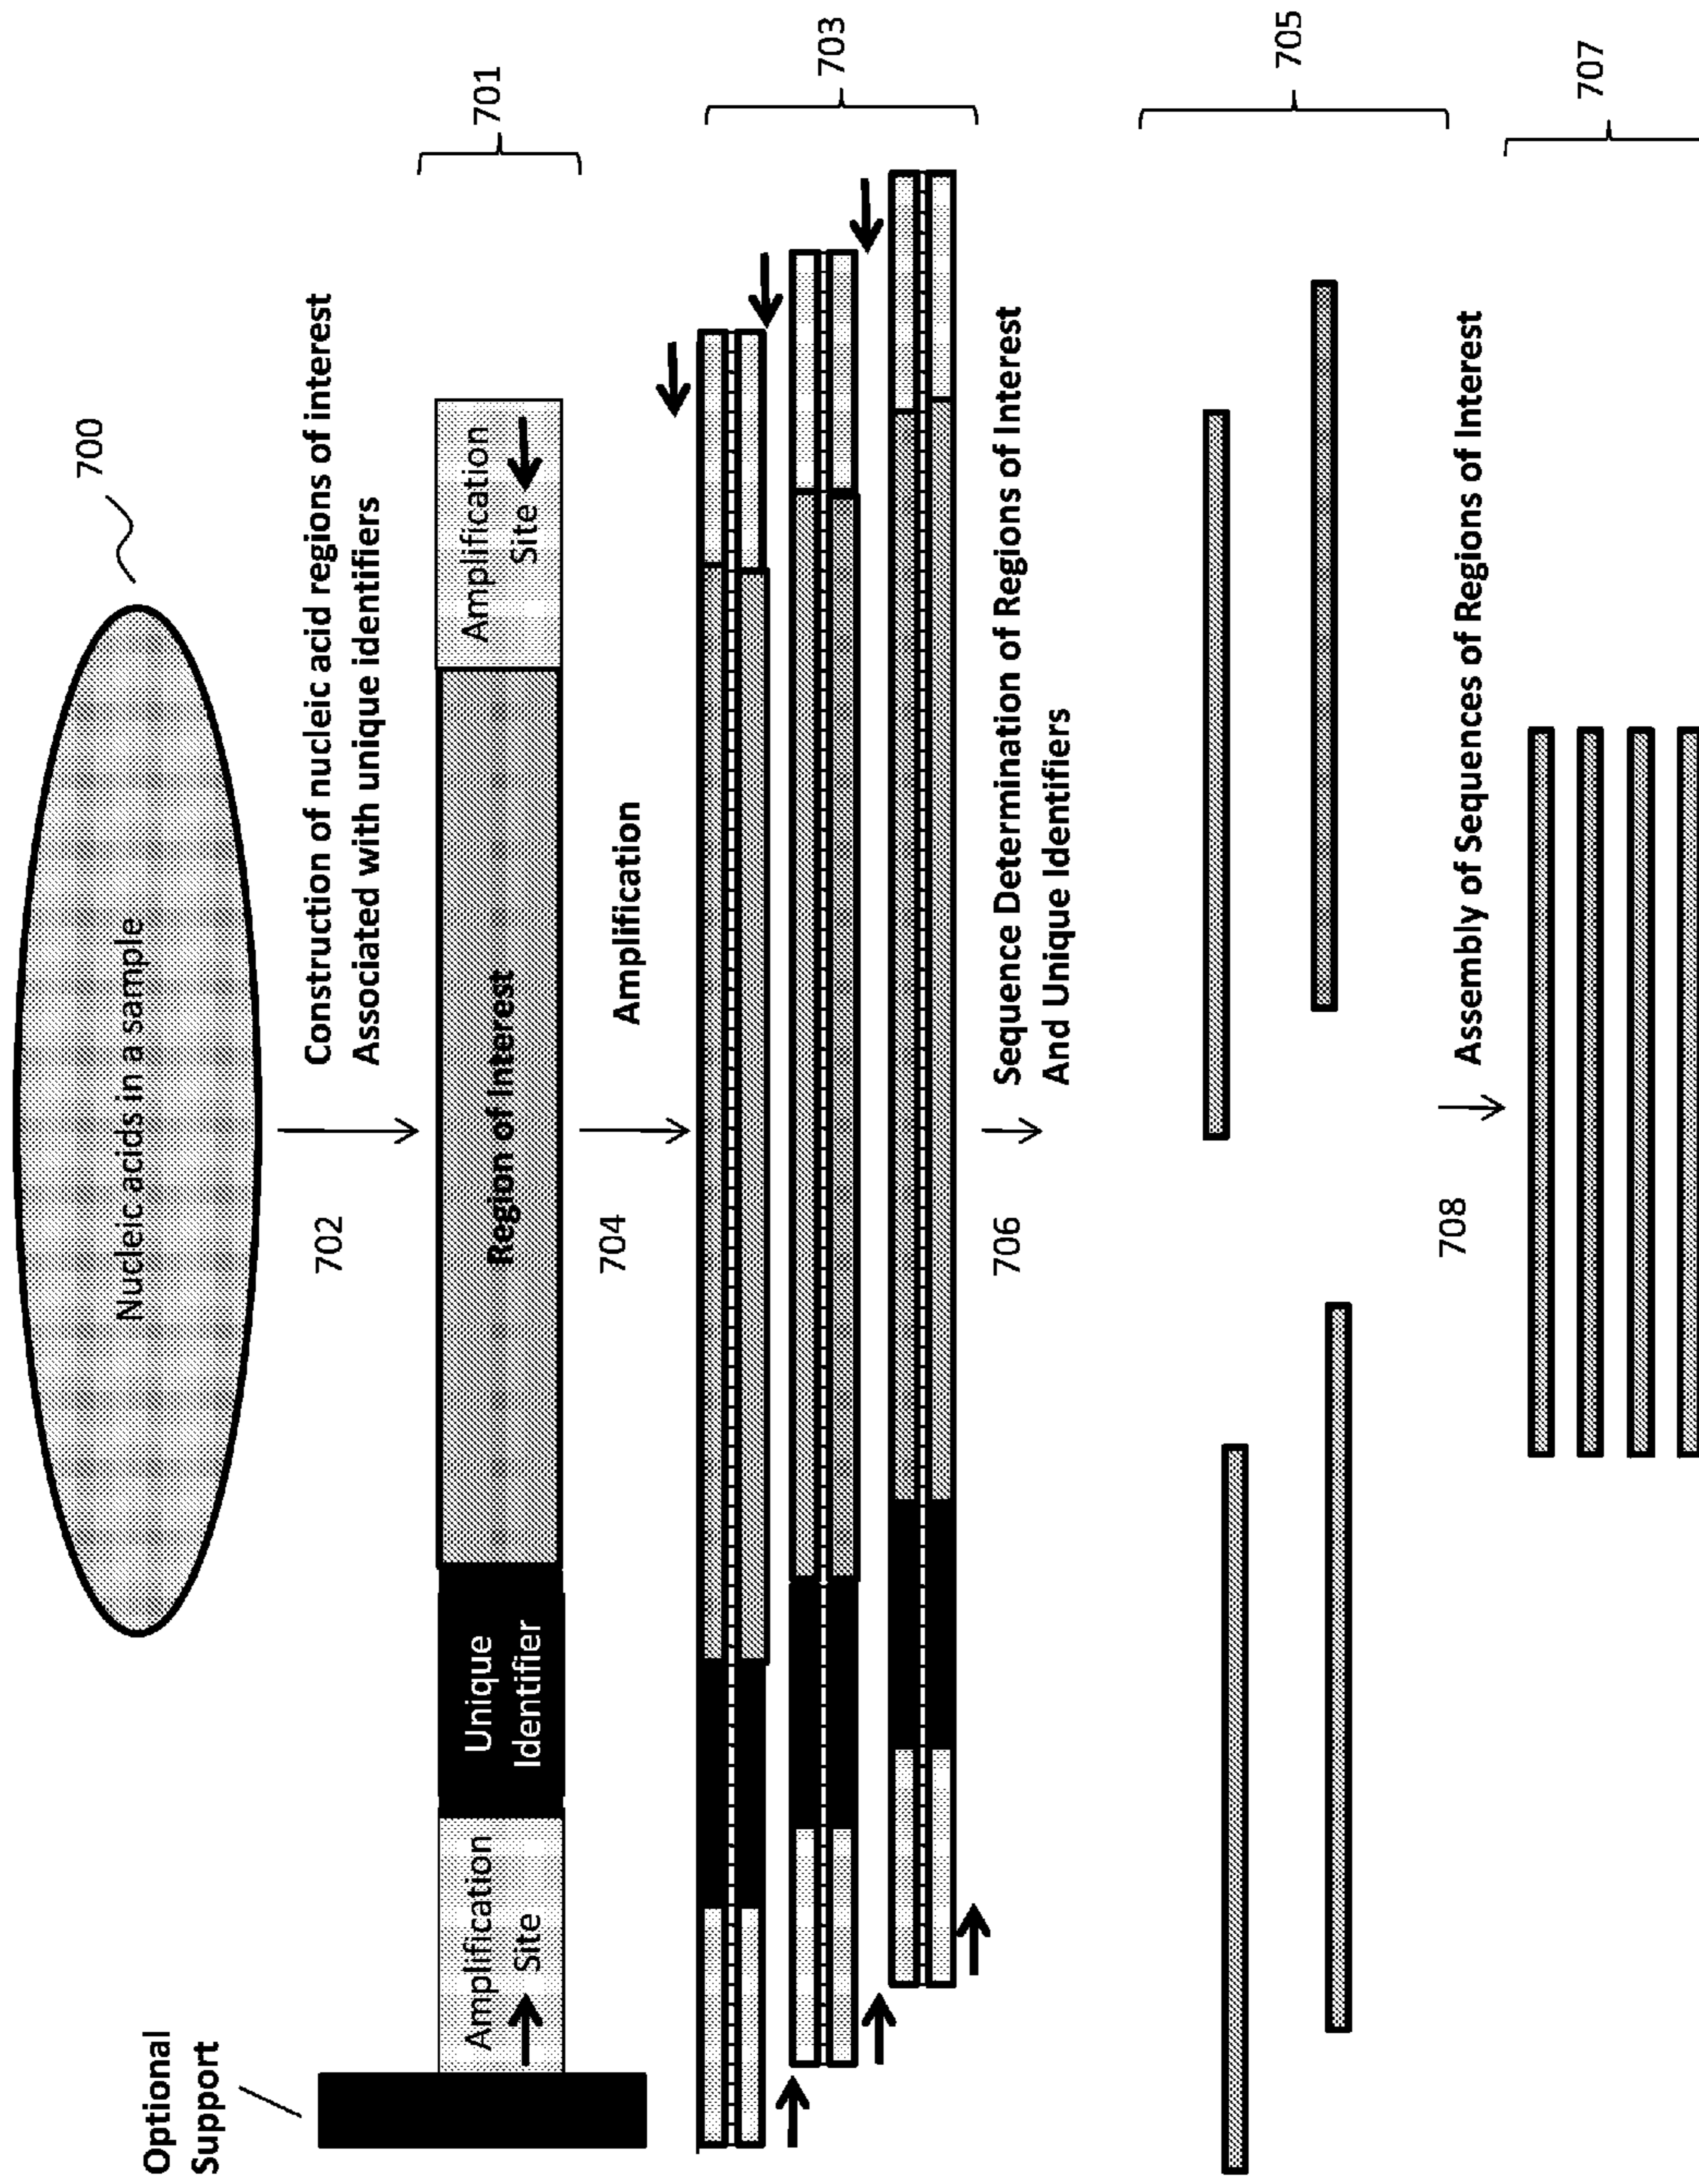 700
Nucleic acids in a sample
702
Construction of nucleic acid regions of interest
Associated with unique identifiers
Optional
Support
Amplification
Site
Unique
Identifier
Region of Interest
Amplification
Site
701
704
Amplification
703
706
Sequence Determination of Regions of Interest
And Unique Identifiers
705
708
Assembly of Sequences of Regions of Interest
707